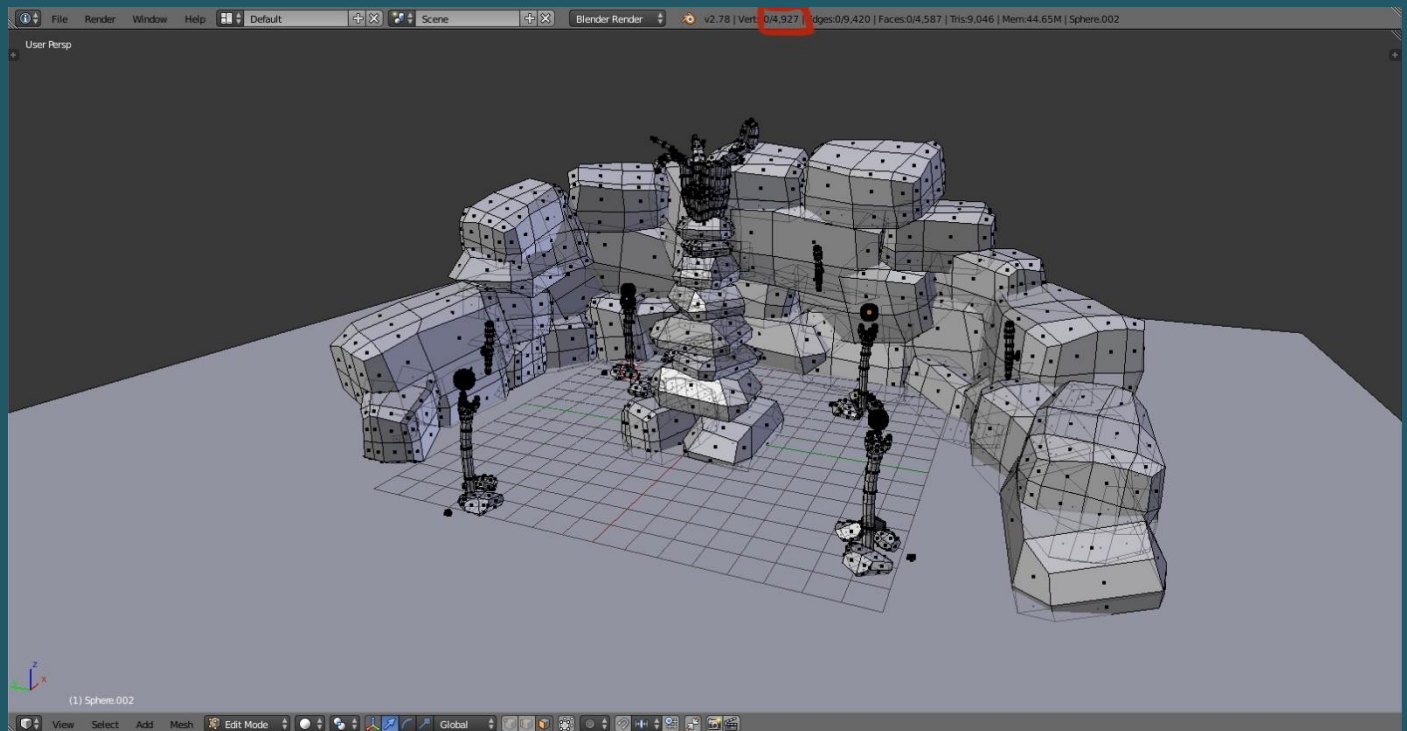 File Render Window Help Default Scene Blender Render v2.78 | Verts:0/4,927 | Edges:0/9,420 | Faces:0/4,587 | Tris:9,046 | Mem:44.65M | Sphere.002
User Persp
z
x
(1) Sphere.002
View Select Add Mesh Edit Mode Global